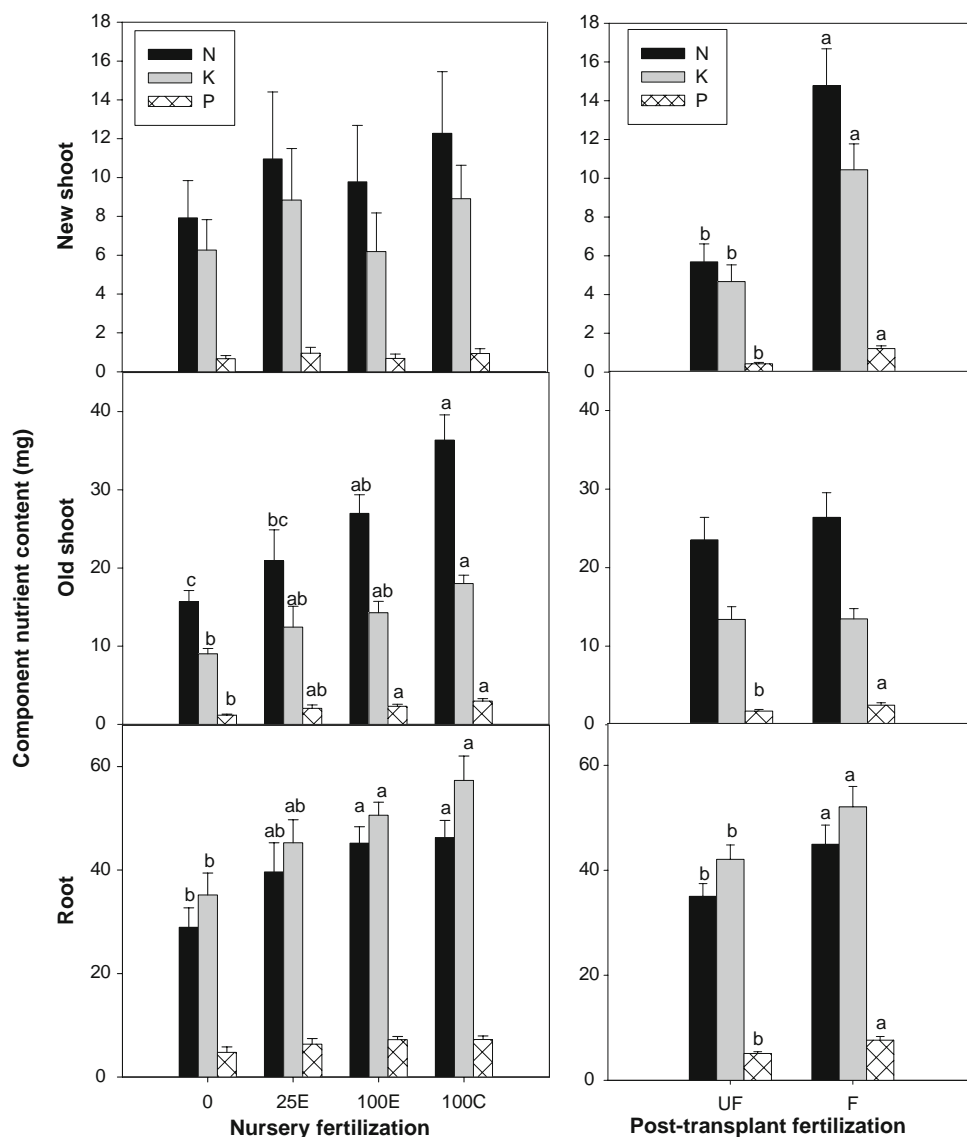 18
16
14
12
10
8
6
4
2
0
New shoot
N
K
P
18
16
14
12
10
8
6
4
2
0
N
K
P
b b b
a a a
Component nutrient content (mg)
40
30
20
10
0
Old shoot
c b b
bc ab ab
ab ab a
a a a
40
30
20
10
0
b
a
60
40
20
0
Root
b b
ab ab
a a
a a
0 25E 100E 100C
Nursery fertilization
60
40
20
0
b b b
a a a
UF F
Post-transplant fertilization